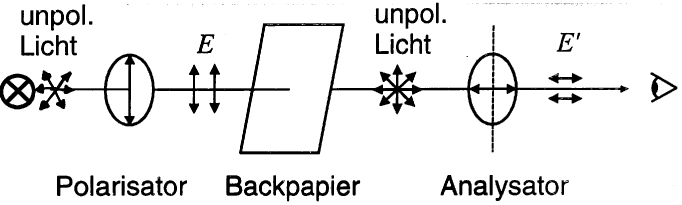 unpol.
Licht
E
unpol.
Licht
E'
Polarisator
Backpapier
Analysator